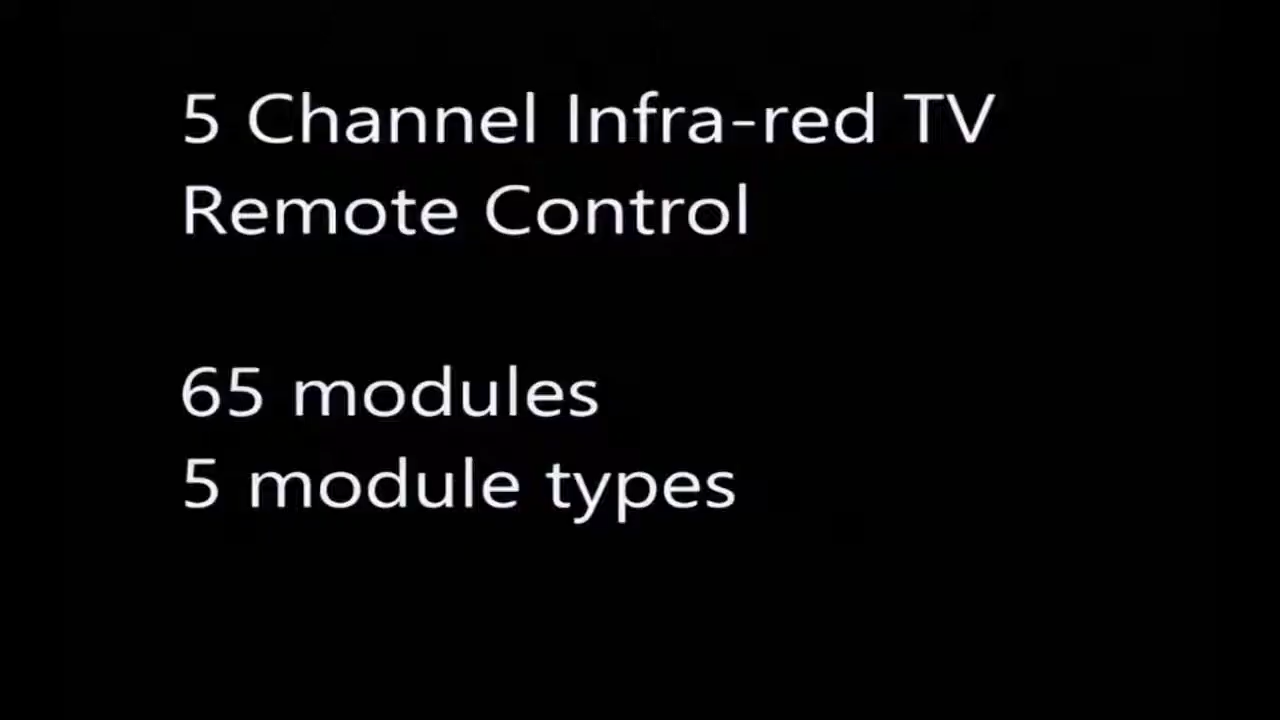 5 Channel Infra-red TV
Remote Control
65 modules
5 module types